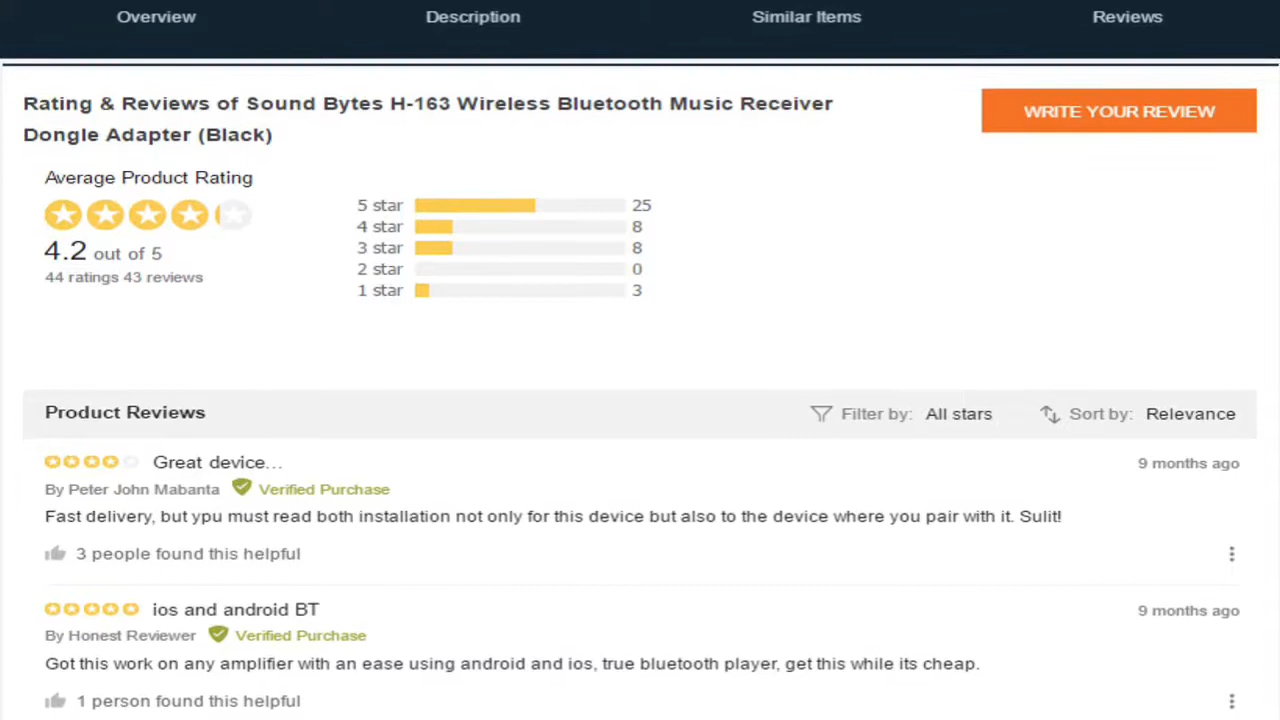 Overview Description Similar Items Reviews
Rating & Reviews of Sound Bytes H-163 Wireless Bluetooth Music Receiver
Dongle Adapter (Black)
WRITE YOUR REVIEW
Average Product Rating
4.2 out of 5
44 ratings 43 reviews
5 star 25
4 star 8
3 star 8
2 star 0
1 star 3
Product Reviews Filter by: All stars Sort by: Relevance
Great device... 9 months ago
By Peter John Mabanta Verified Purchase
Fast delivery, but ypu must read both installation not only for this device but also to the device where you pair with it. Sulit!
3 people found this helpful
ios and android BT 9 months ago
By Honest Reviewer Verified Purchase
Got this work on any amplifier with an ease using android and ios, true bluetooth player, get this while its cheap.
1 person found this helpful